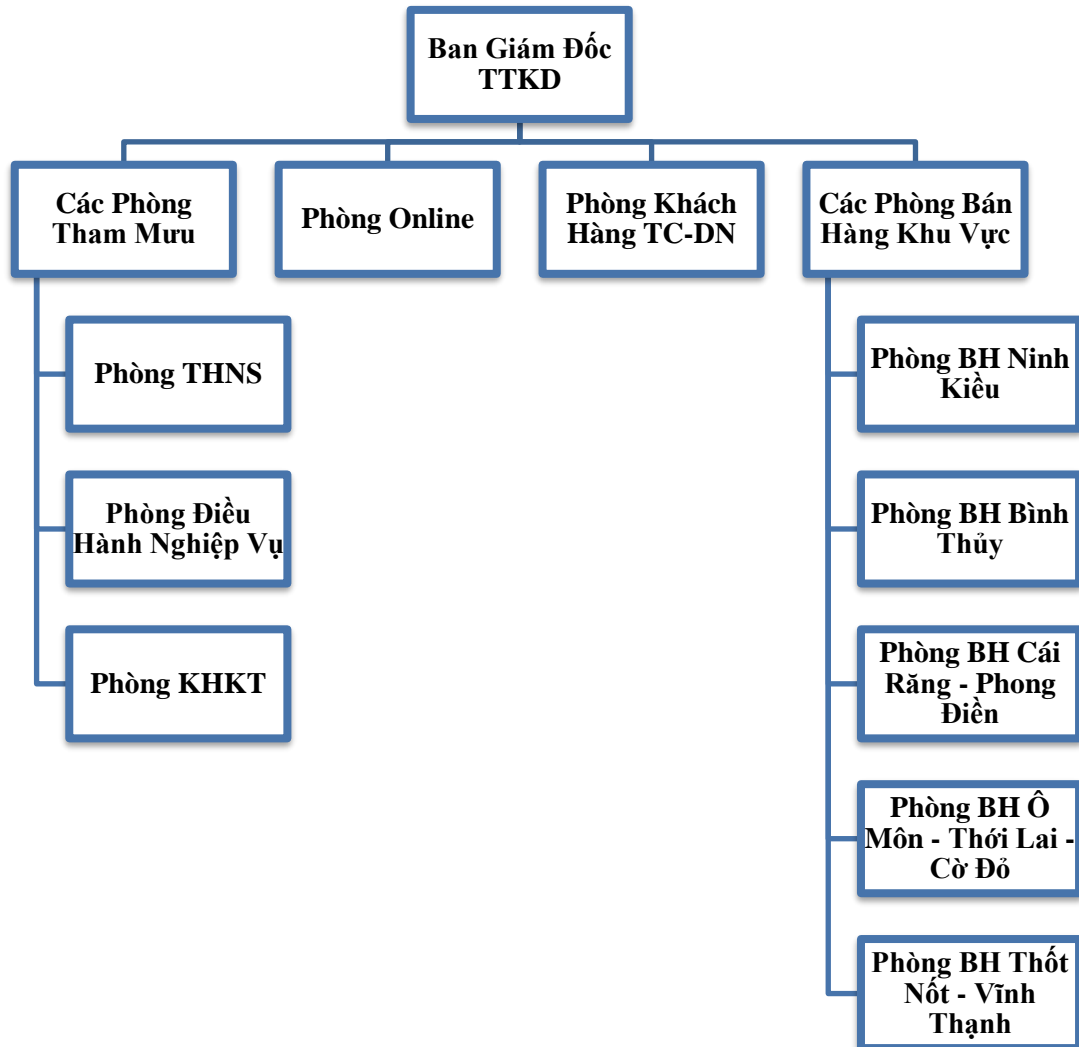 Ban Giám Đốc
TTKD
Các Phòng
Tham Mưu
Phòng Online
Phòng Khách
Hàng TC-DN
Các Phòng Bán
Hàng Khu Vực
Phòng THNS
Phòng Điều
Hành Nghiệp Vụ
Phòng KHKT
Phòng BH Ninh
Kiều
Phòng BH Bình
Thủy
Phòng BH Cái
Răng - Phong
Điền
Phòng BH Ô
Môn - Thới Lai -
Cờ Đỏ
Phòng BH Thốt
Nốt - Vĩnh
Thạnh